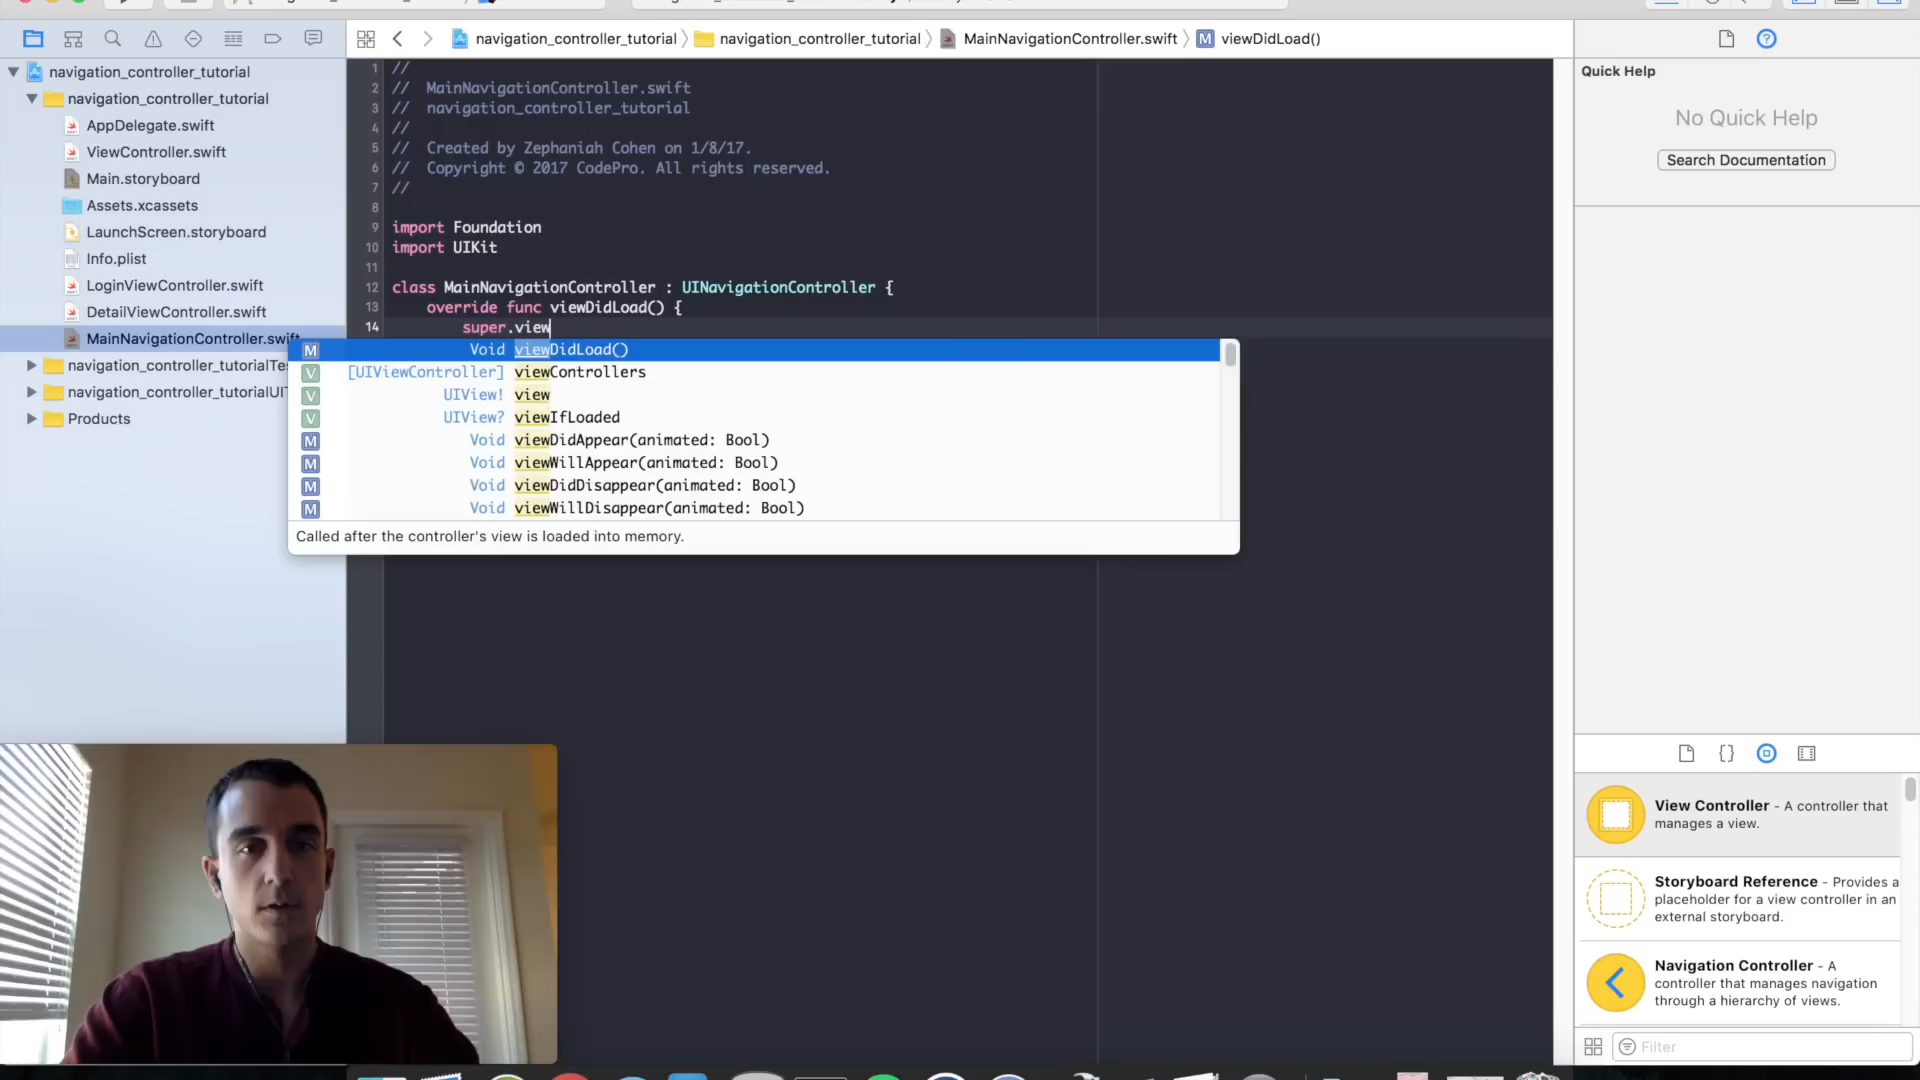 navigation_controller_tutorial
navigation_controller_tutorial
MainNavigationController.swift
viewDidLoad()
navigation_controller_tutorial
navigation_controller_tutorial
AppDelegate.swift
ViewController.swift
Main.storyboard
Assets.xcassets
LaunchScreen.storyboard
Info.plist
LoginViewController.swift
DetailViewController.swift
MainNavigationController.swift
navigation_controller_tutorialTe
navigation_controller_tutorialUI
Products
1 //
2 // MainNavigationController.swift
3 // navigation_controller_tutorial
4 //
5 // Created by Zephaniah Cohen on 1/8/17.
6 // Copyright © 2017 CodePro. All rights reserved.
7 //
8
9 import Foundation
10 import UIKit
11
12 class MainNavigationController : UINavigationController {
13 override func viewDidLoad() {
14 super.view
M Void viewDidLoad()
V [UIViewController] viewControllers
V UIView! view
V UIView? viewIfLoaded
M Void viewDidAppear(animated: Bool)
M Void viewWillAppear(animated: Bool)
M Void viewDidDisappear(animated: Bool)
M Void viewWillDisappear(animated: Bool)
Called after the controller's view is loaded into memory.
Quick Help
No Quick Help
Search Documentation
View Controller - A controller that
manages a view.
Storyboard Reference - Provides a
placeholder for a view controller in an
external storyboard.
Navigation Controller - A
controller that manages navigation
through a hierarchy of views.
Filter